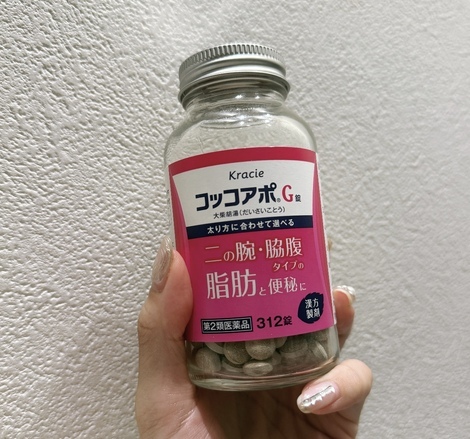 Kracie
コッコアポ®G錠
大柴胡湯(だいさいことう)
太り方に合わせて選べる
二の腕・脇腹
タイプの
脂肪と便秘に
漢方
製剤
第2類医薬品 312錠